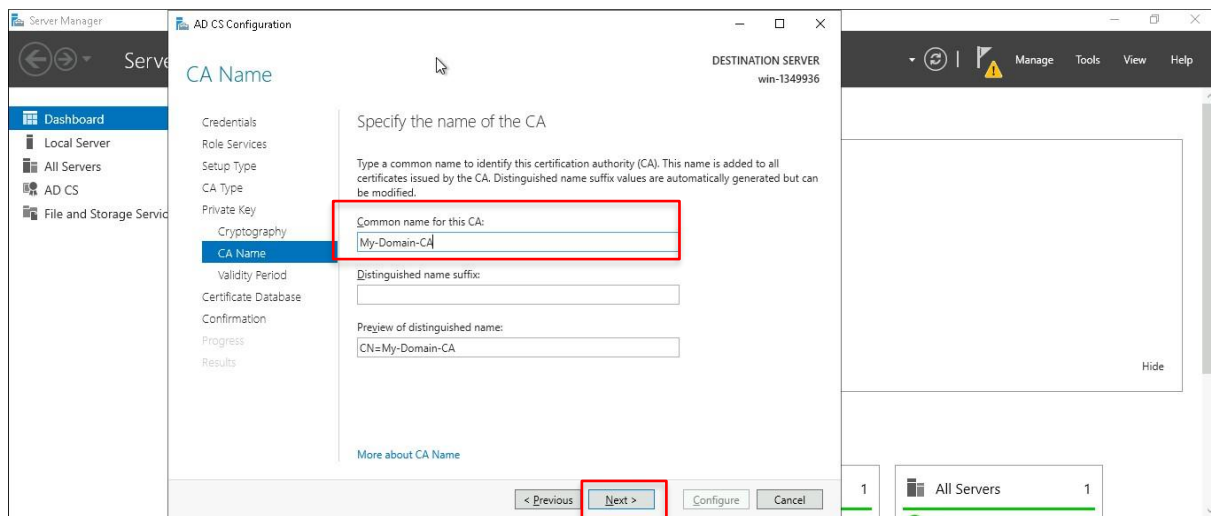 Server Manager
Serve
Manage
Tools
View
Help
Dashboard
Local Server
All Servers
AD CS
File and Storage Servic
AD CS Configuration
CA Name
DESTINATION SERVER
win-1349936
Credentials
Role Services
Setup Type
CA Type
Private Key
Cryptography
CA Name
Validity Period
Certificate Database
Confirmation
Progress
Results
Specify the name of the CA
Type a common name to identify this certification authority (CA). This name is added to all
certificates issued by the CA. Distinguished name suffix values are automatically generated but can
be modified.
Common name for this CA:
My-Domain-CA
Distinguished name suffix:
Preview of distinguished name:
CN=My-Domain-CA
More about CA Name
< Previous
Next >
Configure
Cancel
Hide
1
All Servers
1